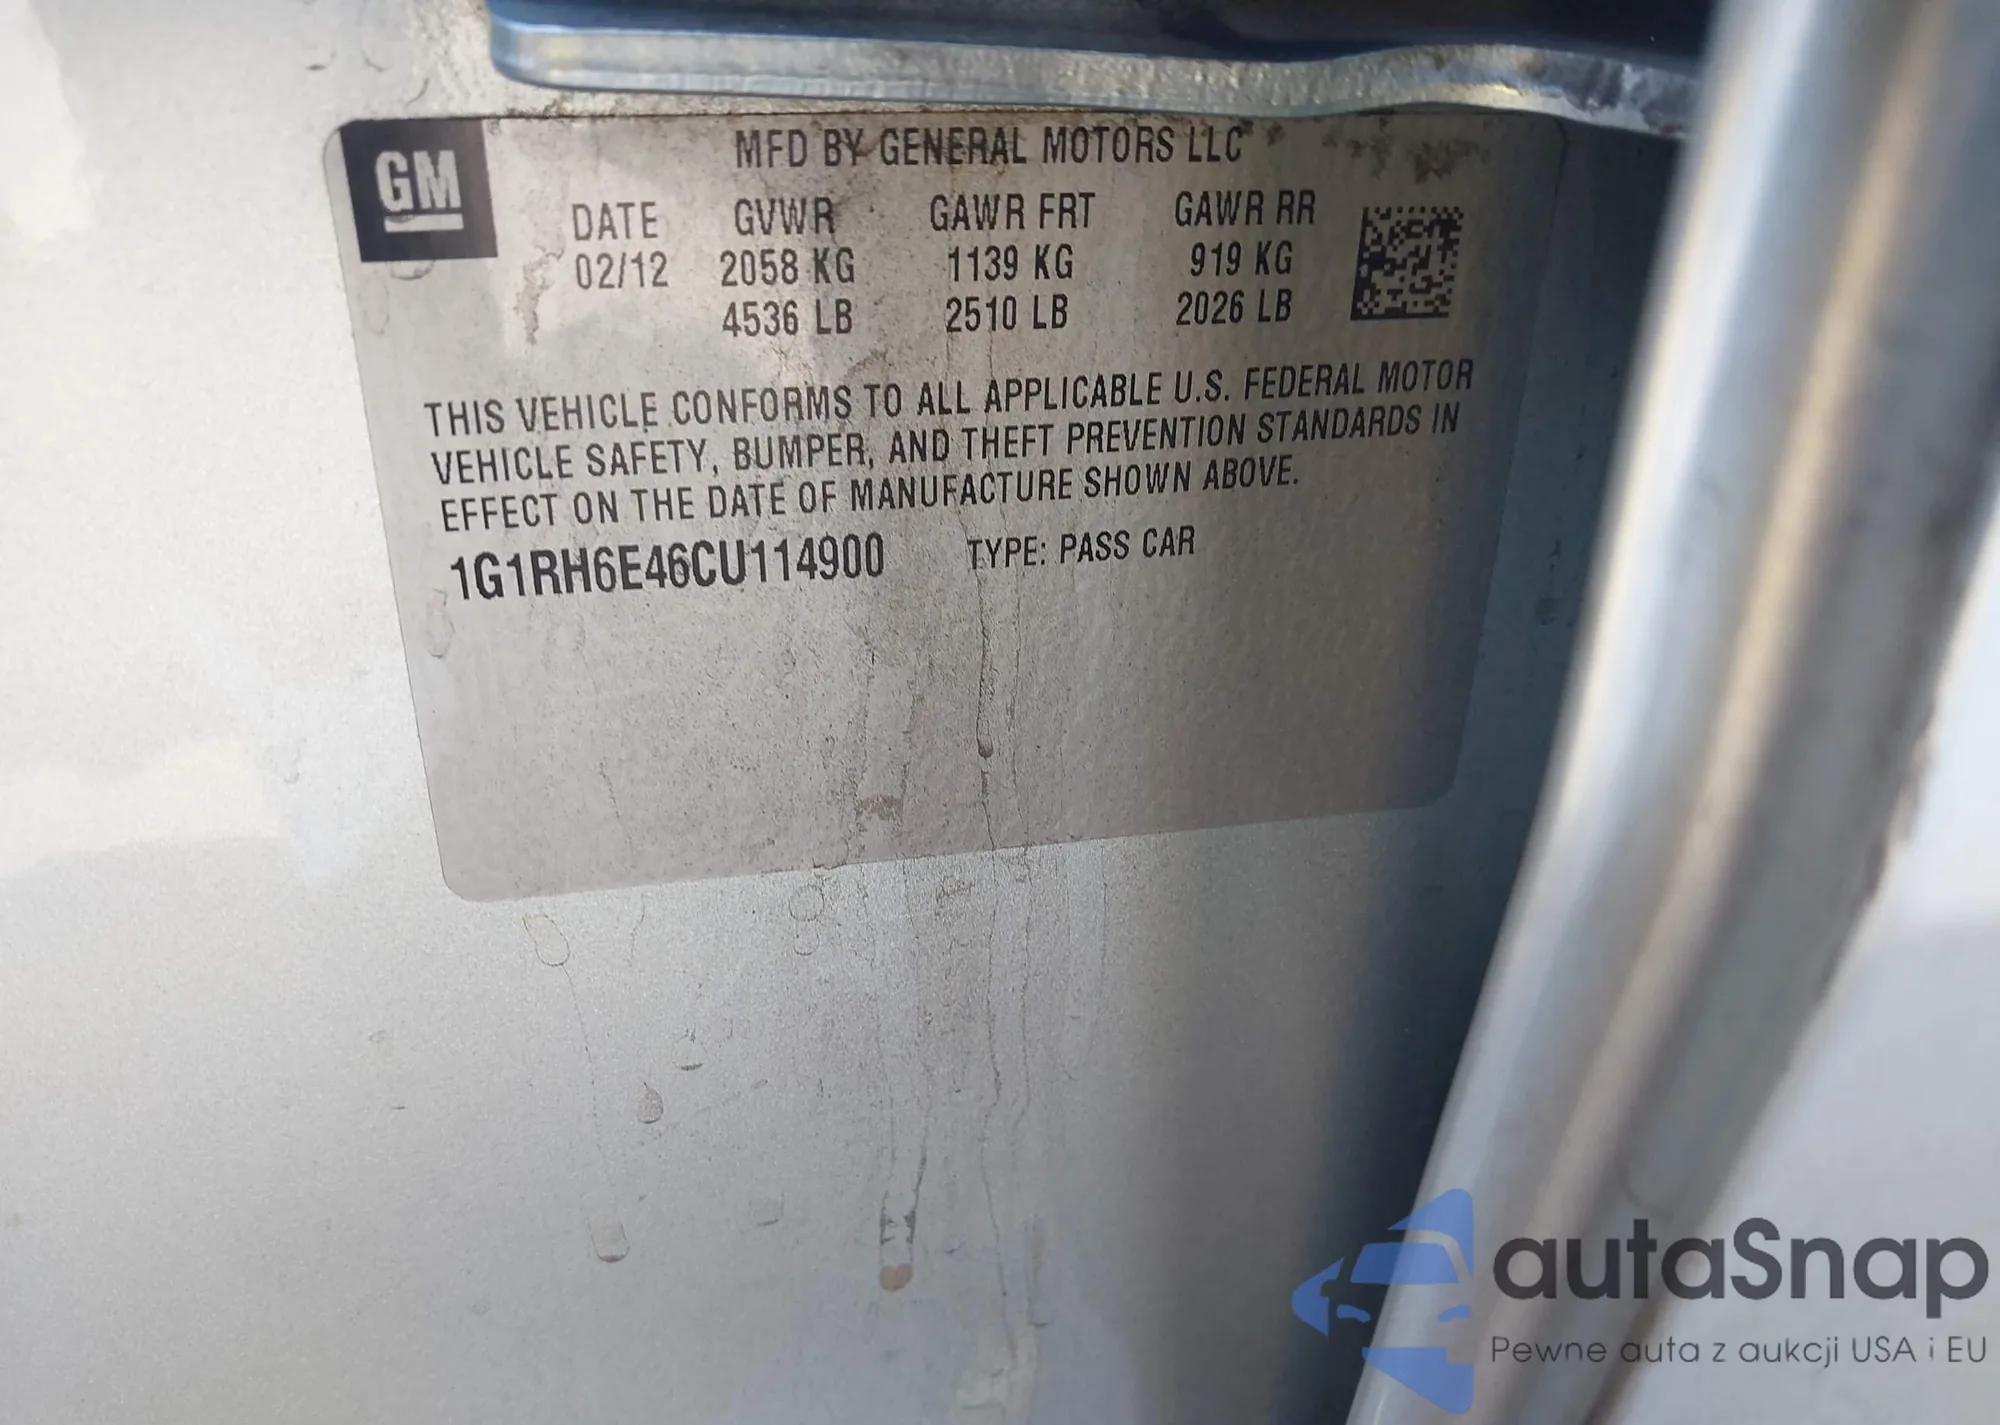 GM
MFD BY GENERAL MOTORS LLC
DATE GVWR GAWR FRT GAWR RR
02/12 2058 KG 1139 KG 919 KG
4536 LB 2510 LB 2026 LB
THIS VEHICLE CONFORMS TO ALL APPLICABLE U.S. FEDERAL MOTOR
VEHICLE SAFETY, BUMPER, AND THEFT PREVENTION STANDARDS IN
EFFECT ON THE DATE OF MANUFACTURE SHOWN ABOVE.
1G1RH6E46CU114900 TYPE: PASS CAR
autaSnap
Pewne auta z aukcji USA i EU